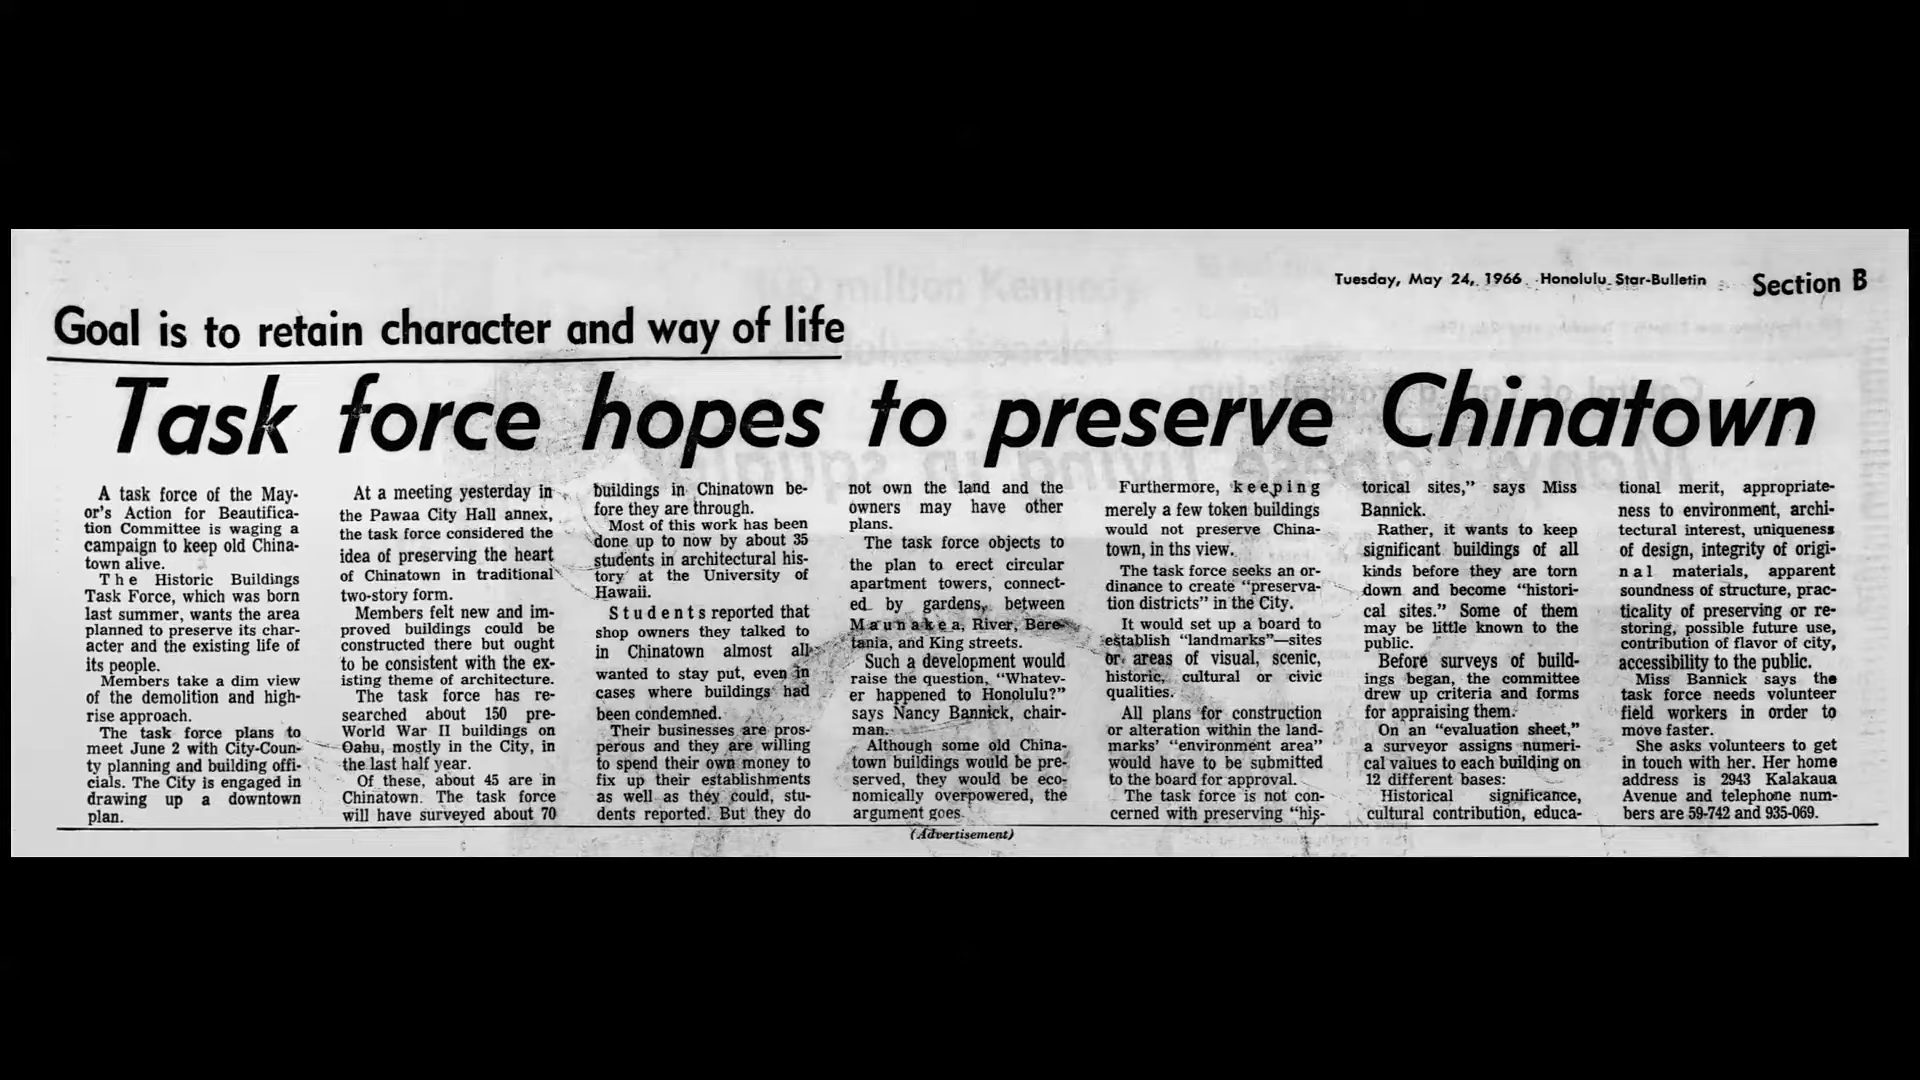 Tuesday, May 24, 1966 Honolulu Star-Bulletin Section B
Goal is to retain character and way of life
Task force hopes to preserve Chinatown
A task force of the May-
or's Action for Beautifica-
tion Committee is waging a
campaign to keep old China-
town alive.
The Historic Buildings
Task Force, which was born
last summer, wants the area
planned to preserve its char-
acter and the existing life of
its people.
Members take a dim view
of the demolition and high-
rise approach.
The task force plans to
meet June 2 with City-Coun-
ty planning and building offi-
cials. The City is engaged in
drawing up a downtown
plan.
At a meeting yesterday in
the Pawaa City Hall annex,
the task force considered the
idea of preserving the heart
of Chinatown in traditional
two-story form.
Members felt new and im-
proved buildings could be
constructed there but ought
to be consistent with the ex-
isting theme of architecture.
The task force has re-
searched about 150 pre-
World War II buildings on
Oahu, mostly in the City, in
the last half year.
Of these, about 45 are in
Chinatown. The task force
will have surveyed about 70
buildings in Chinatown be-
fore they are through.
Most of this work has been
done up to now by about 35
students in architectural his-
tory at the University of
Hawaii.
Students reported that
shop owners they talked to
in Chinatown almost all
wanted to stay put, even in
cases where buildings had
been condemned.
Their businesses are pros-
perous and they are willing
to spend their own money to
fix up their establishments
as well as they could, stu-
dents reported. But they do
not own the land and the
owners may have other
plans.
The task force objects to
the plan to erect circular
apartment towers, connect-
ed by gardens, between
Maunakea, River, Bere-
tania, and King streets.
Such a development would
raise the question, "Whatev-
er happened to Honolulu?"
says Nancy Bannick, chair-
man.
Although some old China-
town buildings would be pre-
served, they would be eco-
nomically overpowered, the
argument goes.
Furthermore, keeping
merely a few token buildings
would not preserve China-
town, in ths view.
The task force seeks an or-
dinance to create "preserva-
tion districts" in the City.
It would set up a board to
establish "landmarks"—sites
or areas of visual, scenic,
historic, cultural or civic
qualities.
All plans for construction
or alteration within the land-
marks' "environment area"
would have to be submitted
to the board for approval.
The task force is not con-
cerned with preserving "his-
torical sites," says Miss
Bannick.
Rather, it wants to keep
significant buildings of all
kinds before they are torn
down and become "histori-
cal sites." Some of them
may be little known to the
public.
Before surveys of build-
ings began, the committee
drew up criteria and forms
for appraising them.
On an "evaluation sheet,"
a surveyor assigns numeri-
cal values to each building on
12 different bases:
Historical significance,
cultural contribution, educa-
tional merit, appropriate-
ness to environment, archi-
tectural interest, uniqueness
of design, integrity of origi-
nal materials, apparent
soundness of structure, prac-
ticality of preserving or re-
storing, possible future use,
contribution of flavor of city,
accessibility to the public.
Miss Bannick says the
task force needs volunteer
field workers in order to
move faster.
She asks volunteers to get
in touch with her. Her home
address is 2943 Kalakaua
Avenue and telephone num-
bers are 59-742 and 935-069.
(Advertisement)